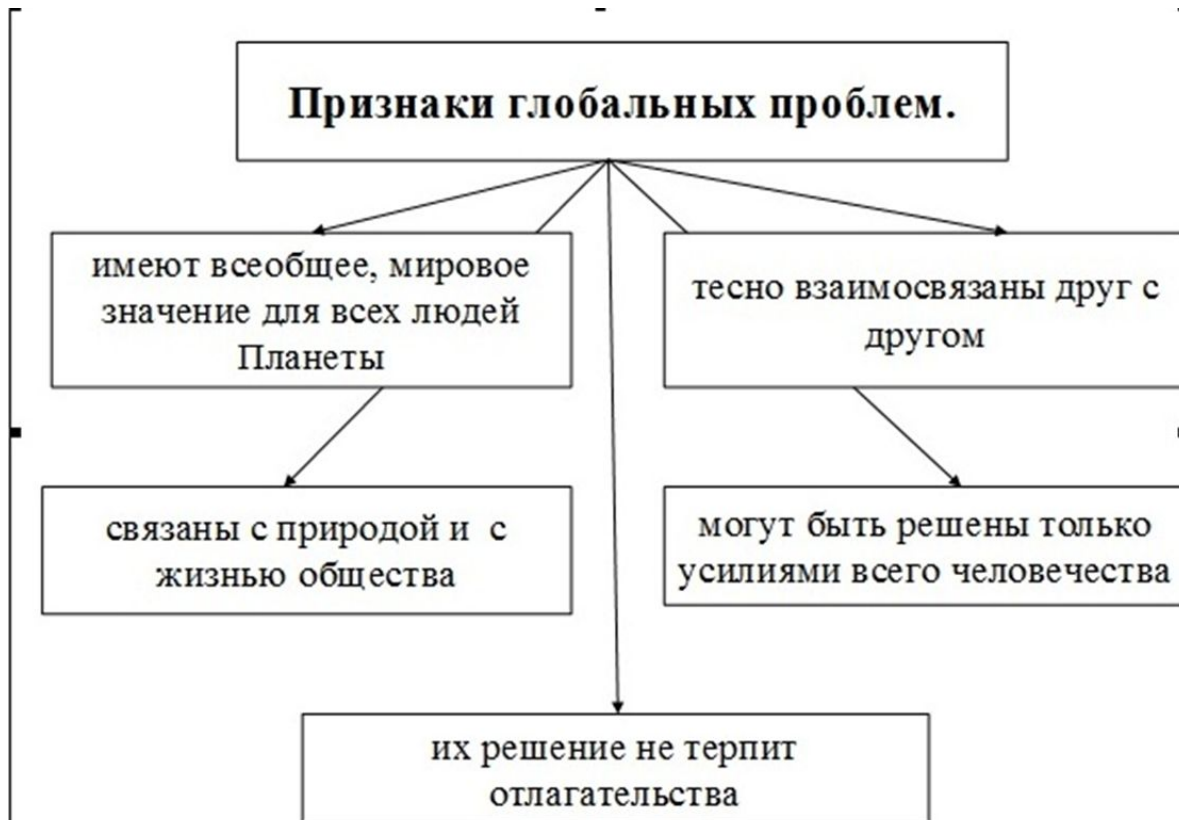 Признаки глобальных проблем.
имеют всеобщее, мировое
значение для всех людей
Планеты
тесно взаимосвязаны друг с
другом
связаны с природой и с
жизнью общества
могут быть решены только
усилиями всего человечества
их решение не терпит
отлагательства